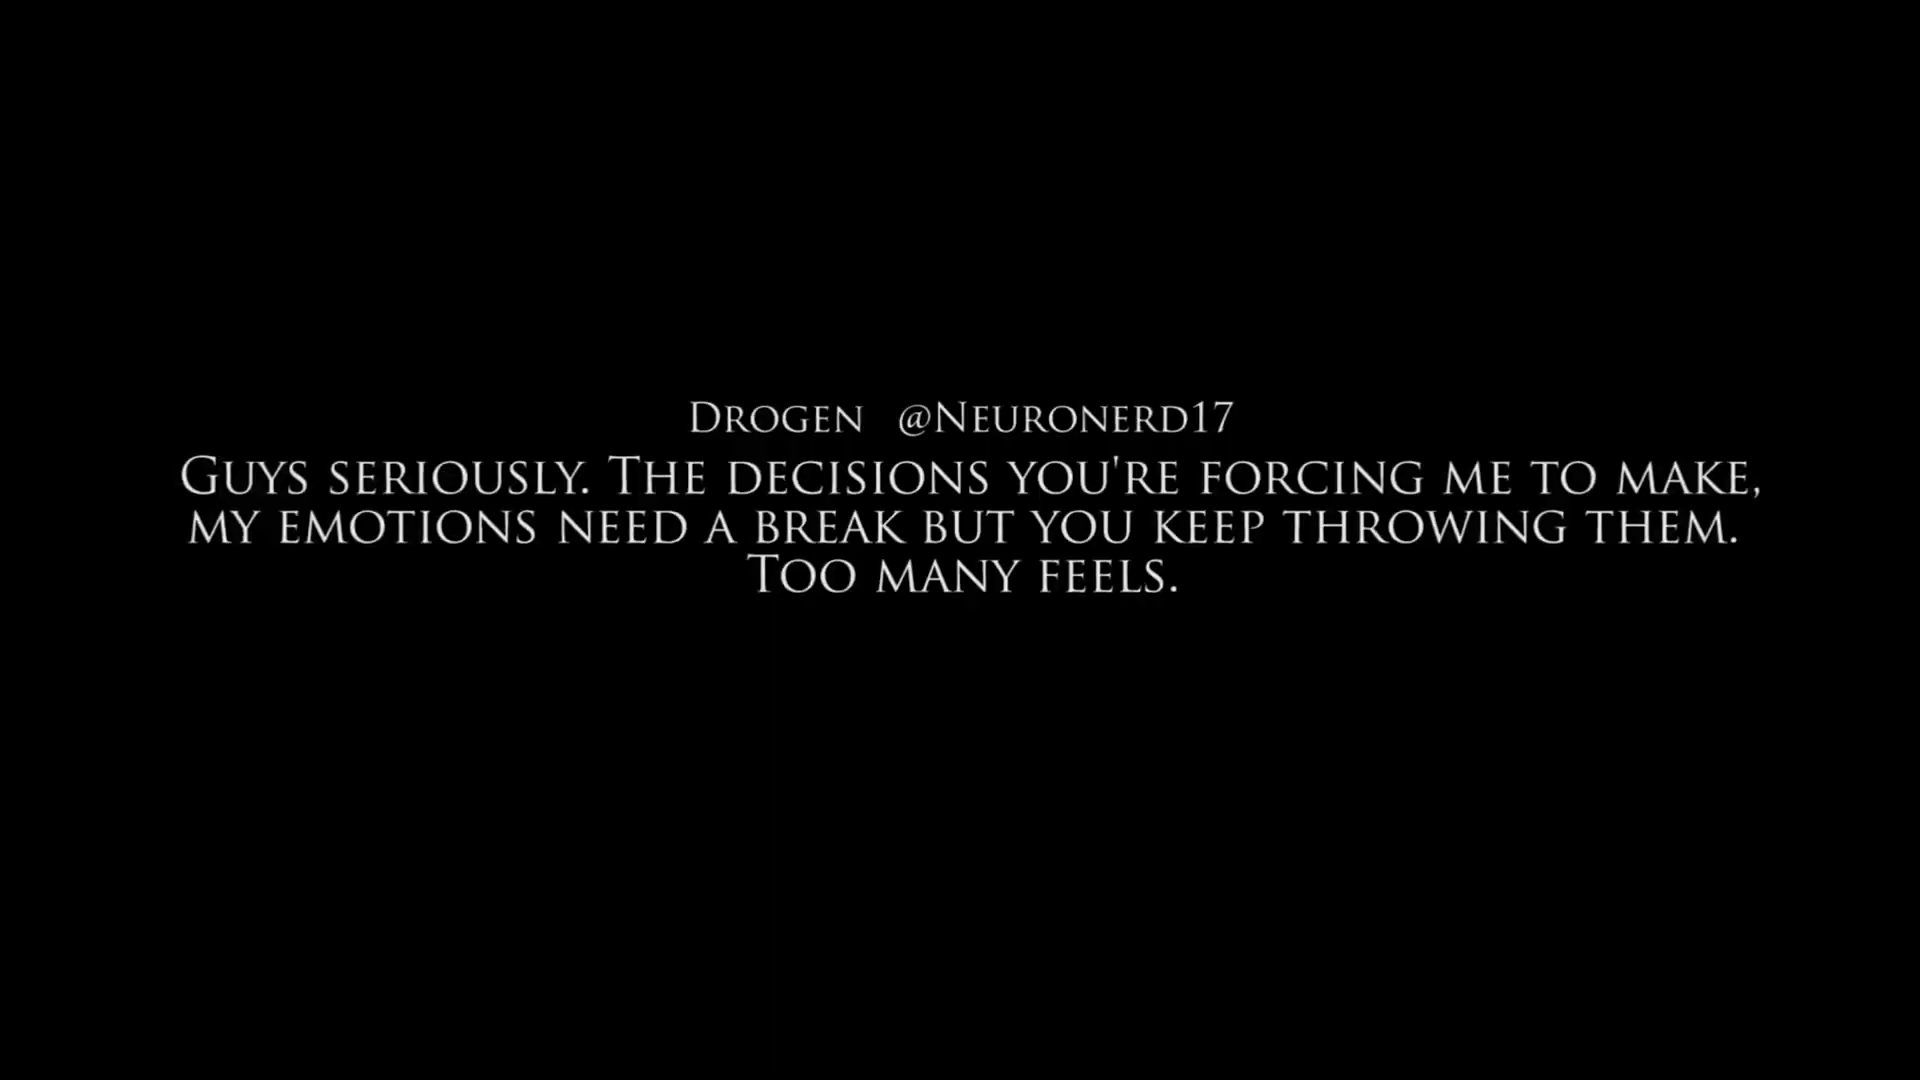 Drogen @Neuronerd17
Guys seriously. The decisions you're forcing me to make,
my emotions need a break but you keep throwing them.
Too many feels.